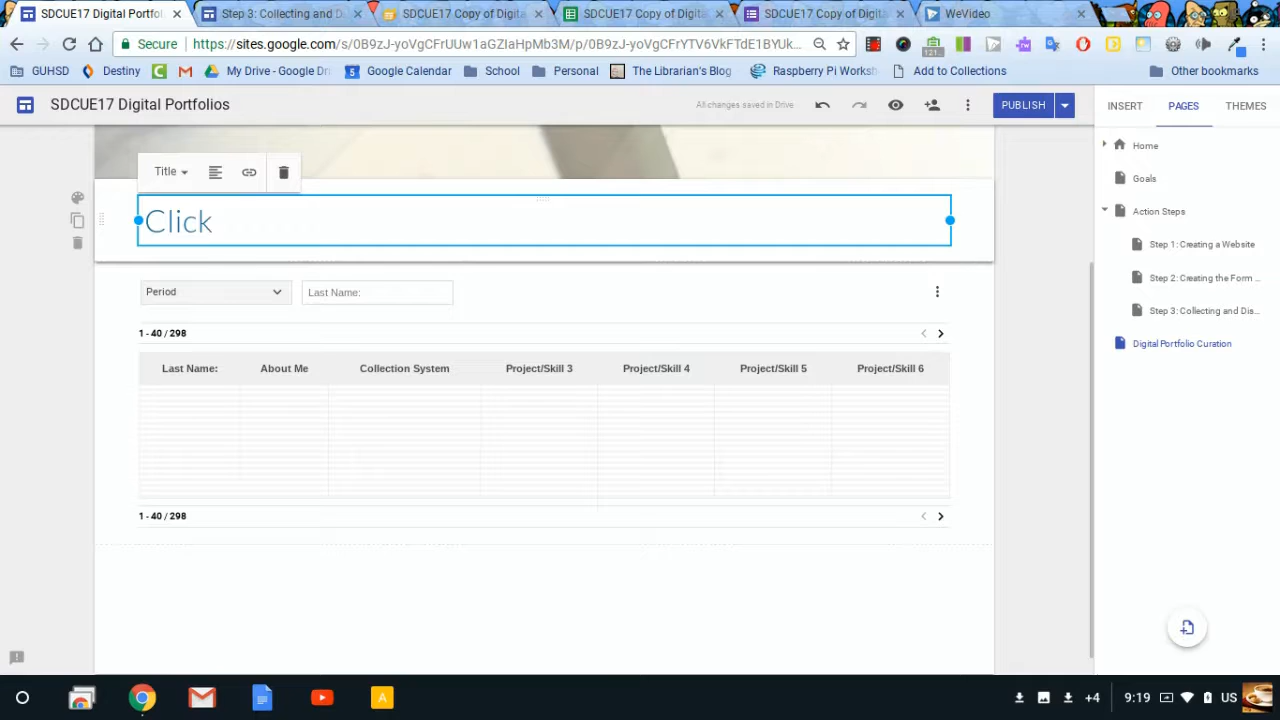 SDCUE17 Digital Portfol
Step 3: Collecting and D
SDCUE17 Copy of Digita
SDCUE17 Copy of Digit
SDCUE17 Copy of Digita
WeVideo
Secure
https://sites.google.com/s/0B9zJ-yoVgCFrUUw1aGZIaHpMb3M/p/0B9zJ-yoVgCFrYTV6VkFTdE1BYUk...
121...
GUHSD
Destiny
My Drive - Google Dri
Google Calendar
School
Personal
The Librarian's Blog
Raspberry Pi Worksh
Add to Collections
Other bookmarks
SDCUE17 Digital Portfolios
All changes saved in Drive
PUBLISH
INSERT
PAGES
THEMES
Title
Click
Period
Last Name:
1 - 40 / 298
Last Name:
About Me
Collection System
Project/Skill 3
Project/Skill 4
Project/Skill 5
Project/Skill 6
1 - 40 / 298
Home
Goals
Action Steps
Step 1: Creating a Website
Step 2: Creating the Form ...
Step 3: Collecting and Dis...
Digital Portfolio Curation
+4
9:19
US